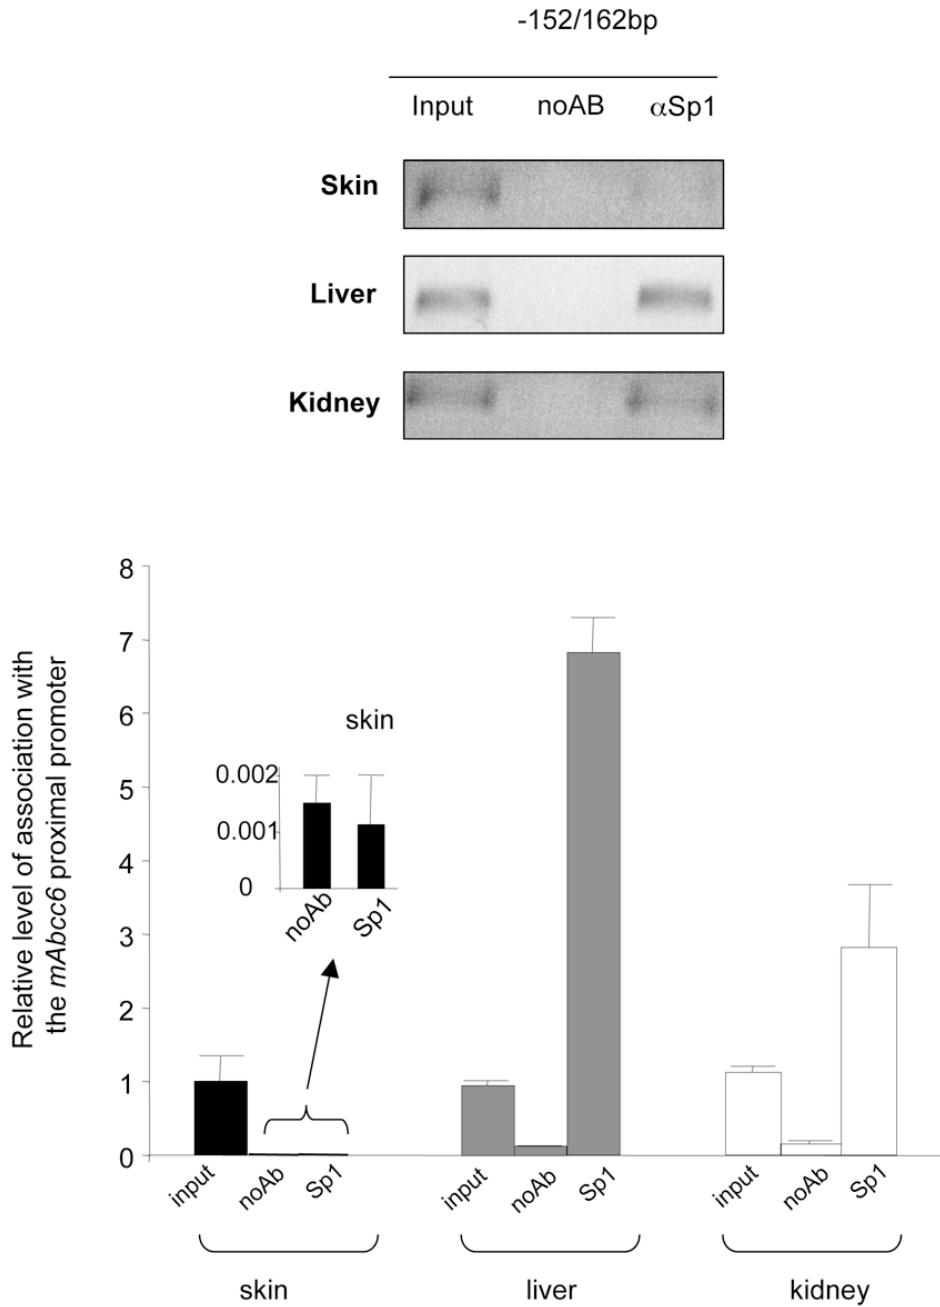 -152/162bp
Input noAB αSp1
Skin
Liver
Kidney
Relative level of association with
the mAbcc6 proximal promoter
8
7
6
5
4
3
2
1
0
skin
0.002
0.001
0
noAb Sp1
input noAb Sp1 input noAb Sp1 input noAb Sp1
skin liver kidney